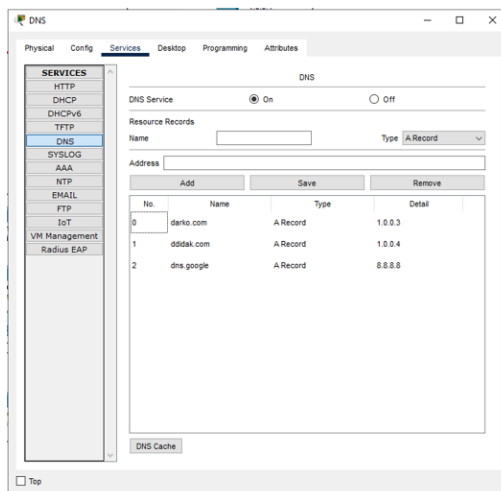 DNS
Physical Config Services Desktop Programming Attributes
SERVICES
HTTP
DHCP
DHCPv6
TFTP
DNS
SYSLOG
AAA
NTP
EMAIL
FTP
IoT
VM Management
Radius EAP
DNS
DNS Service On Off
Resource Records
Name Type A Record
Address
Add Save Remove
No. Name Type Detail
0 darko.com A Record 1.0.0.3
1 ddidak.com A Record 1.0.0.4
2 dns.google A Record 8.8.8.8
DNS Cache
Top